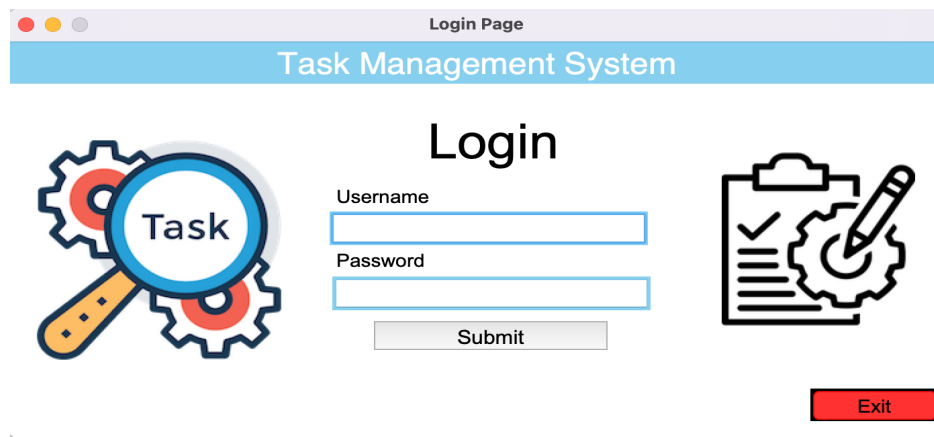 Login Page
Task Management System
Login
Task
Username
Password
Submit
Exit